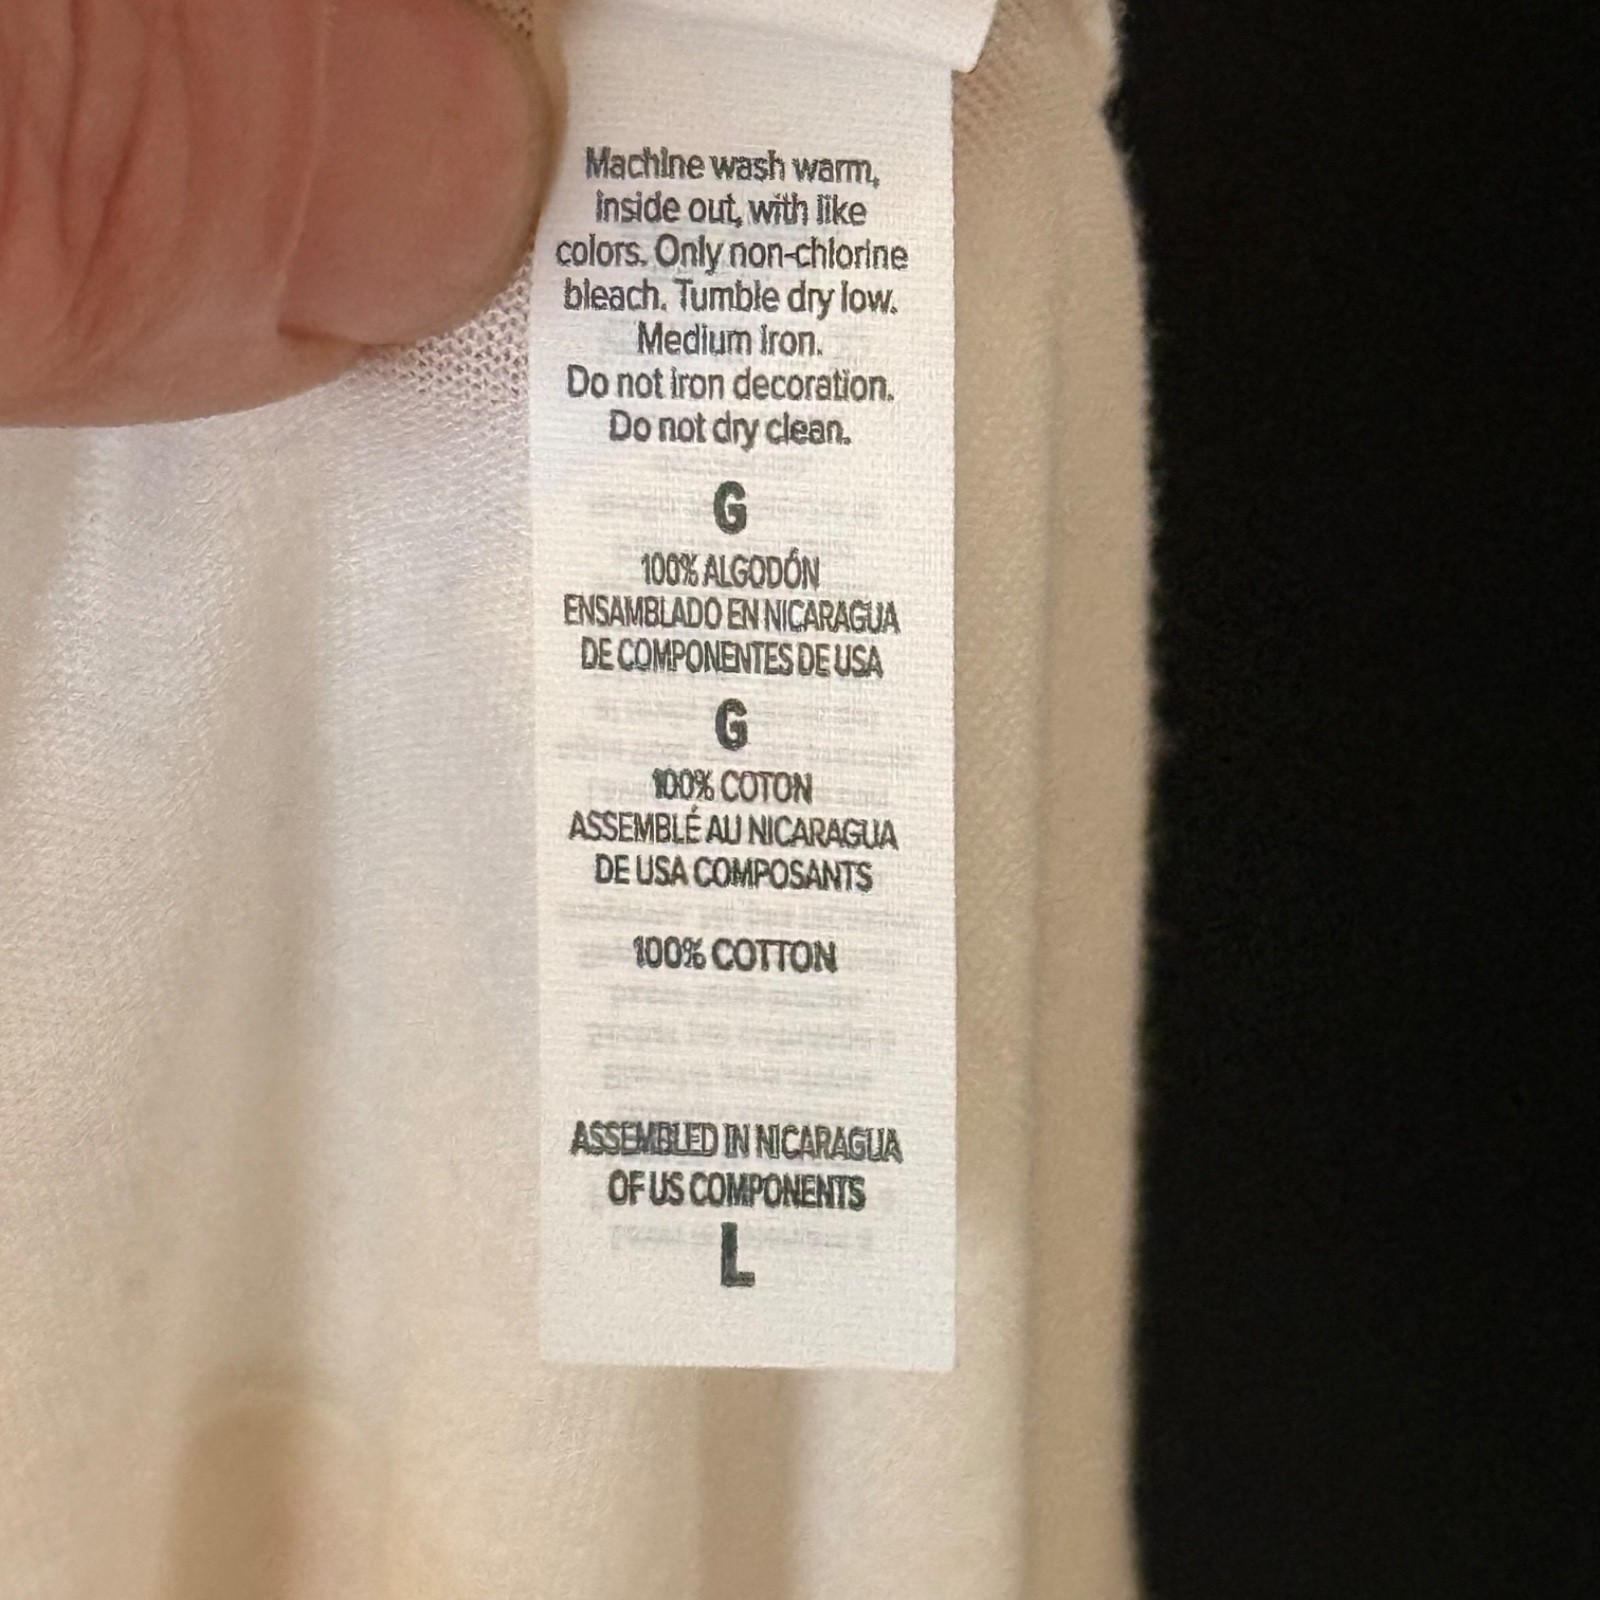 Machine wash warm,
inside out, with like
colors. Only non-chlorine
bleach. Tumble dry low.
Medium iron.
Do not iron decoration.
Do not dry clean.
G
100% ALGODÓN
ENSAMBLADO EN NICARAGUA
DE COMPONENTES DE USA
G
100% COTON
ASSEMBLÉ AU NICARAGUA
DE USA COMPOSANTS
100% COTTON
ASSEMBLED IN NICARAGUA
OF US COMPONENTS
L